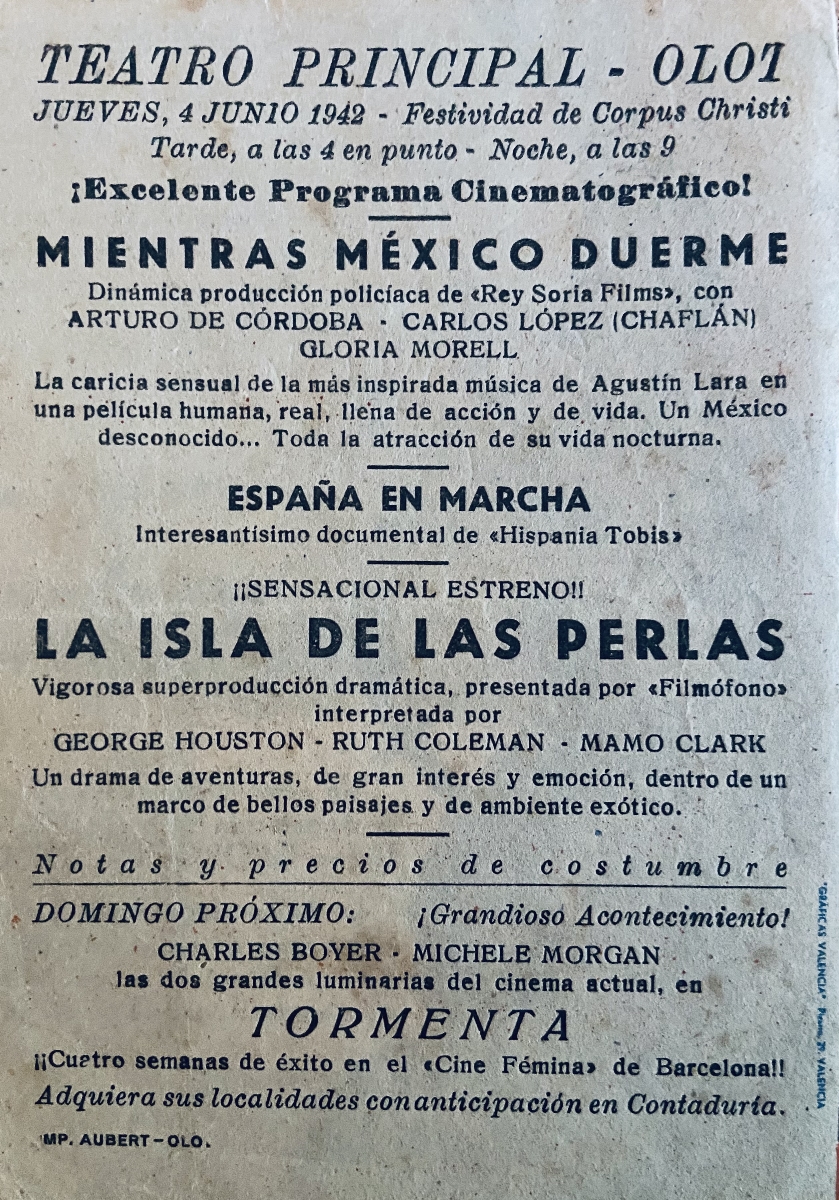 TEATRO PRINCIPAL - OLOT
JUEVES, 4 JUNIO 1942 - Festividad de Corpus Christi
Tarde, a las 4 en punto - Noche, a las 9
¡Excelente Programa Cinematográfico!
MIENTRAS MÉXICO DUERME
Dinámica producción policíaca de «Rey Soria Films», con
ARTURO DE CÓRDOBA · CARLOS LÓPEZ (CHAFLÁN)
GLORIA MORELL
La caricia sensual de la más inspirada música de Agustín Lara en
una película humana, real, llena de acción y de vida. Un México
desconocido... Toda la atracción de su vida nocturna.
ESPAÑA EN MARCHA
Interesantísimo documental de «Hispania Tobis»
¡¡SENSACIONAL ESTRENO!!
LA ISLA DE LAS PERLAS
Vigorosa superproducción dramática, presentada por «Filmófono»
interpretada por
GEORGE HOUSTON - RUTH COLEMAN - MAMO CLARK
Un drama de aventuras, de gran interés y emoción, dentro de un
marco de bellos paisajes y de ambiente exótico.
Notas y precios de costumbre
DOMINGO PRÓXIMO: ¡Grandioso Acontecimiento!
CHARLES BOYER · MICHELE MORGAN
las dos grandes luminarias del cinema actual, en
TORMENTA
¡¡Cuatro semanas de éxito en el «Cine Fémina» de Barcelona!!
Adquiera sus localidades con anticipación en Contaduría.
MP. AUBERT-OLO.
"GRÁFICAS VALENCIA" 29 VALENCIA